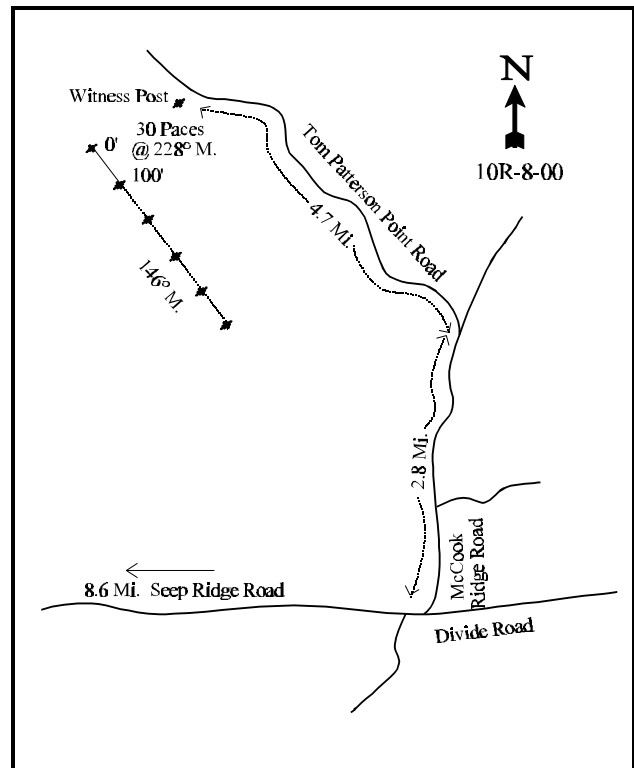 N
10R-8-00
Witness Post
30 Paces
@ 228° M.
0'
100'
146° M.
Tom Patterson Point Road
4.7 Mi.
2.8 Mi.
McCook
Ridge Road
8.6 Mi. Seep Ridge Road
Divide Road